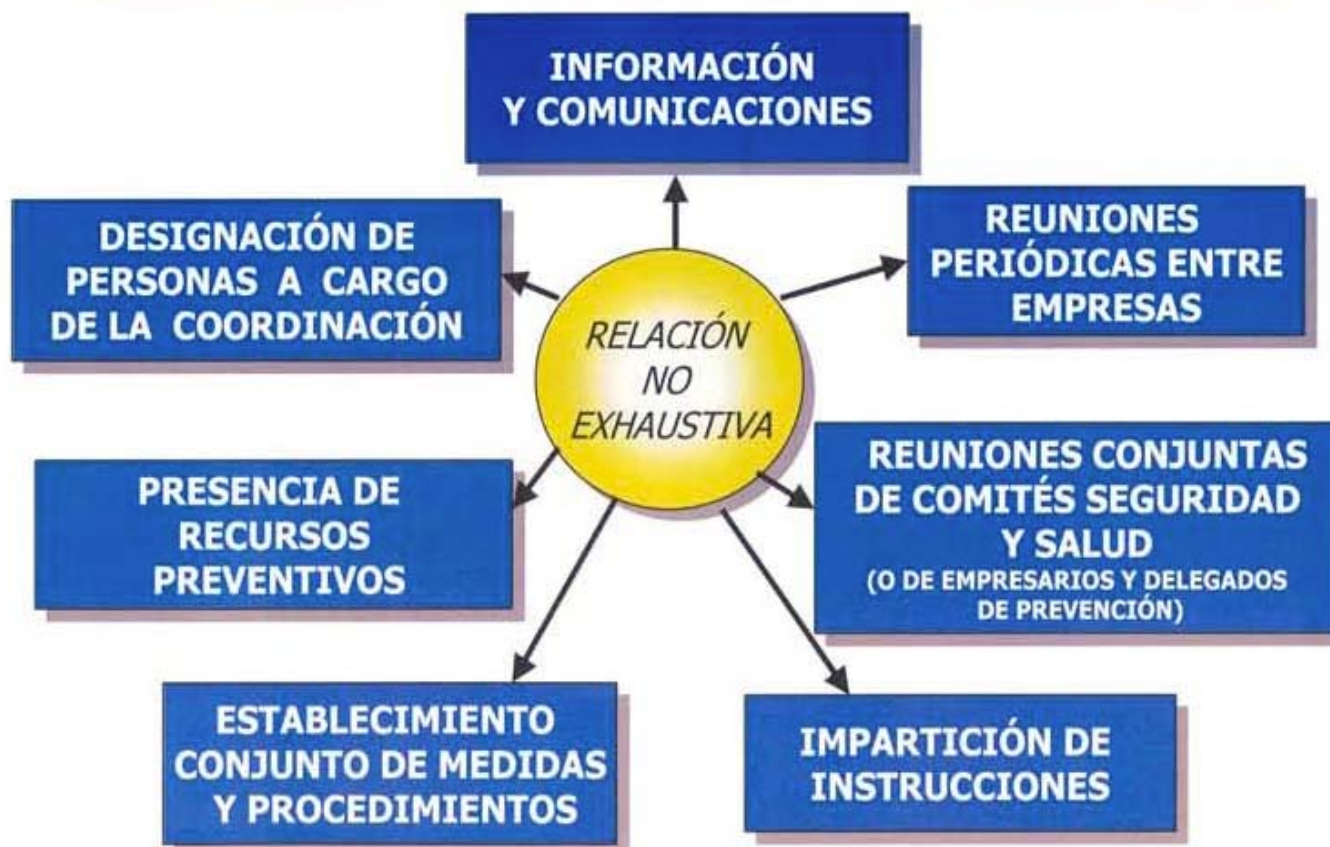 INFORMACIÓN
Y COMUNICACIONES
DESIGNACIÓN DE
PERSONAS A CARGO
DE LA COORDINACIÓN
REUNIONES
PERIÓDICAS ENTRE
EMPRESAS
RELACIÓN
NO
EXHAUSTIVA
PRESENCIA DE
RECURSOS
PREVENTIVOS
REUNIONES CONJUNTAS
DE COMITÉS SEGURIDAD
Y SALUD
(O DE EMPRESARIOS Y DELEGADOS
DE PREVENCIÓN)
ESTABLECIMIENTO
CONJUNTO DE MEDIDAS
Y PROCEDIMIENTOS
IMPARTICIÓN DE
INSTRUCCIONES